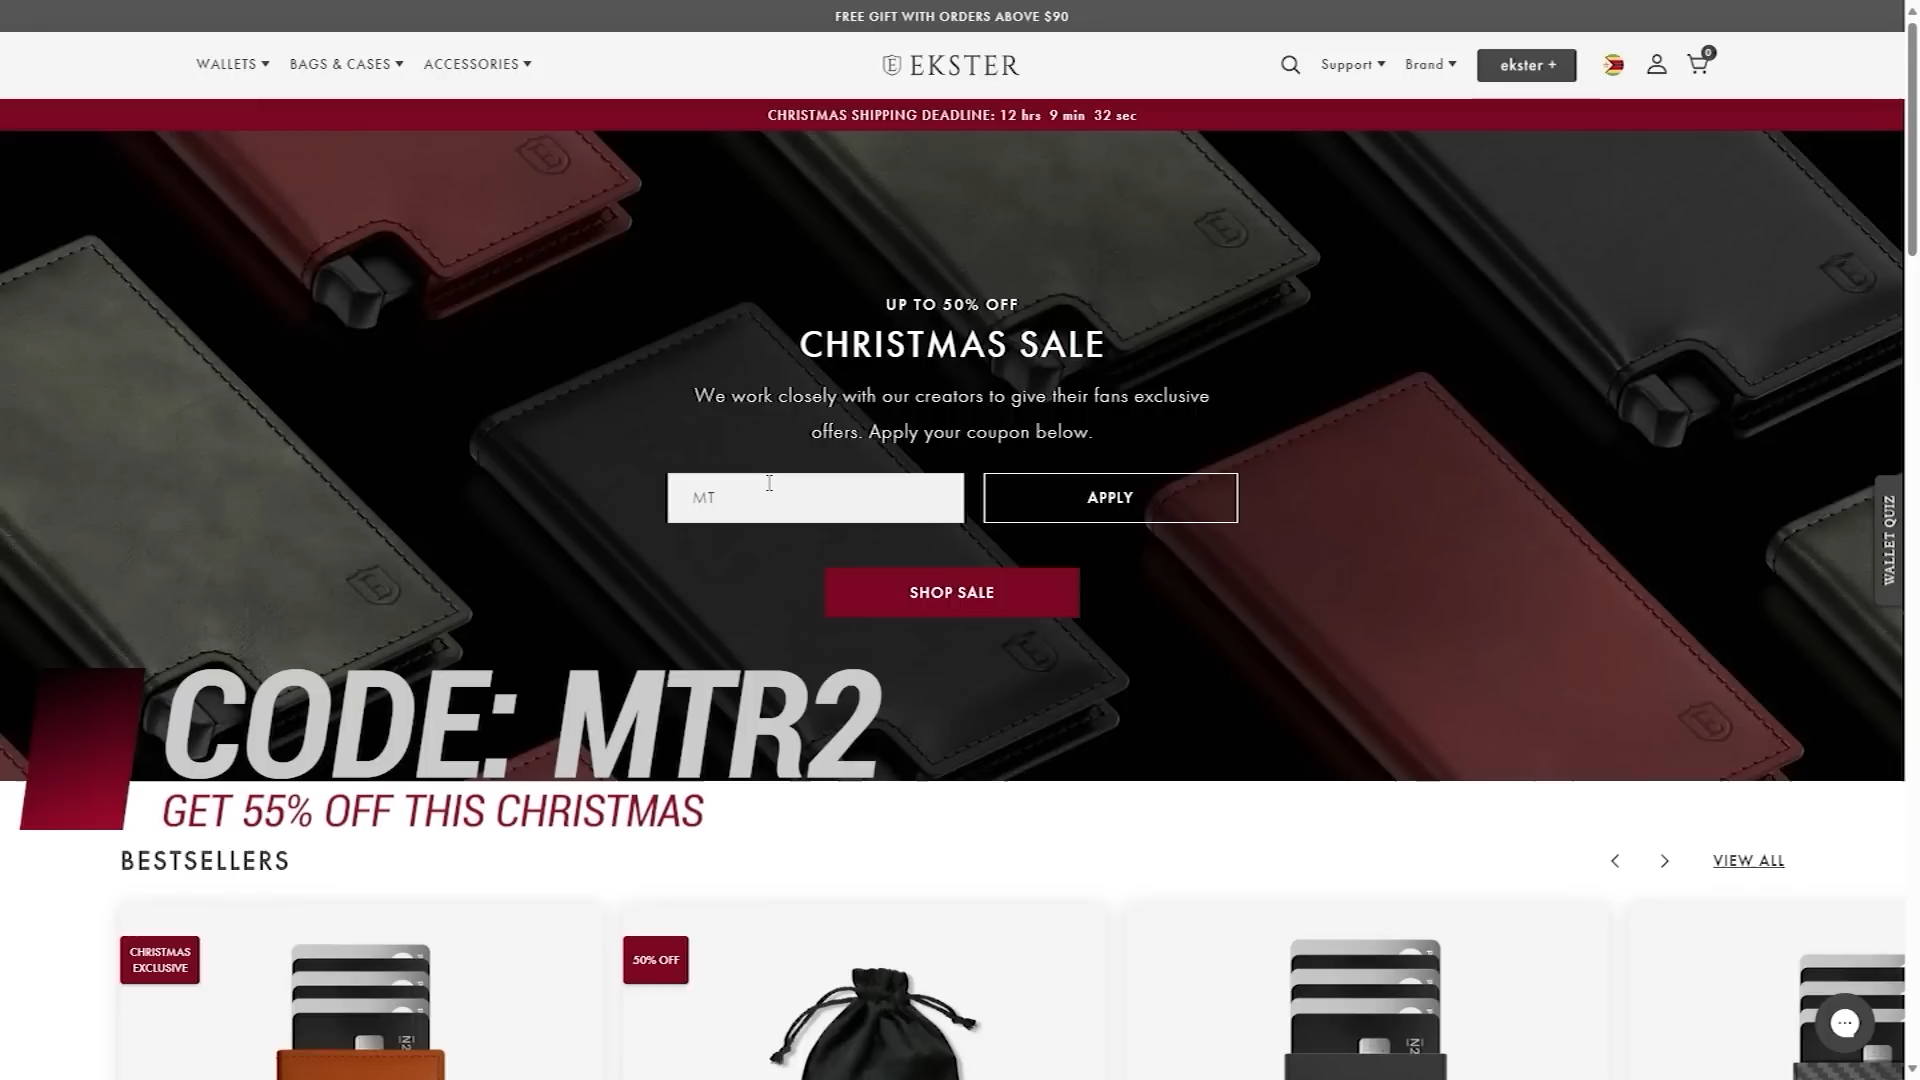 FREE GIFT WITH ORDERS ABOVE $90
WALLETS BAGS & CASES ACCESSORIES
EKSTER
Support Brand ekster + 0
CHRISTMAS SHIPPING DEADLINE: 12 hrs 9 min 32 sec
UP TO 50% OFF
CHRISTMAS SALE
We work closely with our creators to give their fans exclusive
offers. Apply your coupon below.
MT
APPLY
SHOP SALE
WALLET QUIZ
CODE: MTR2
GET 55% OFF THIS CHRISTMAS
BESTSELLERS
VIEW ALL
CHRISTMAS
EXCLUSIVE
50% OFF